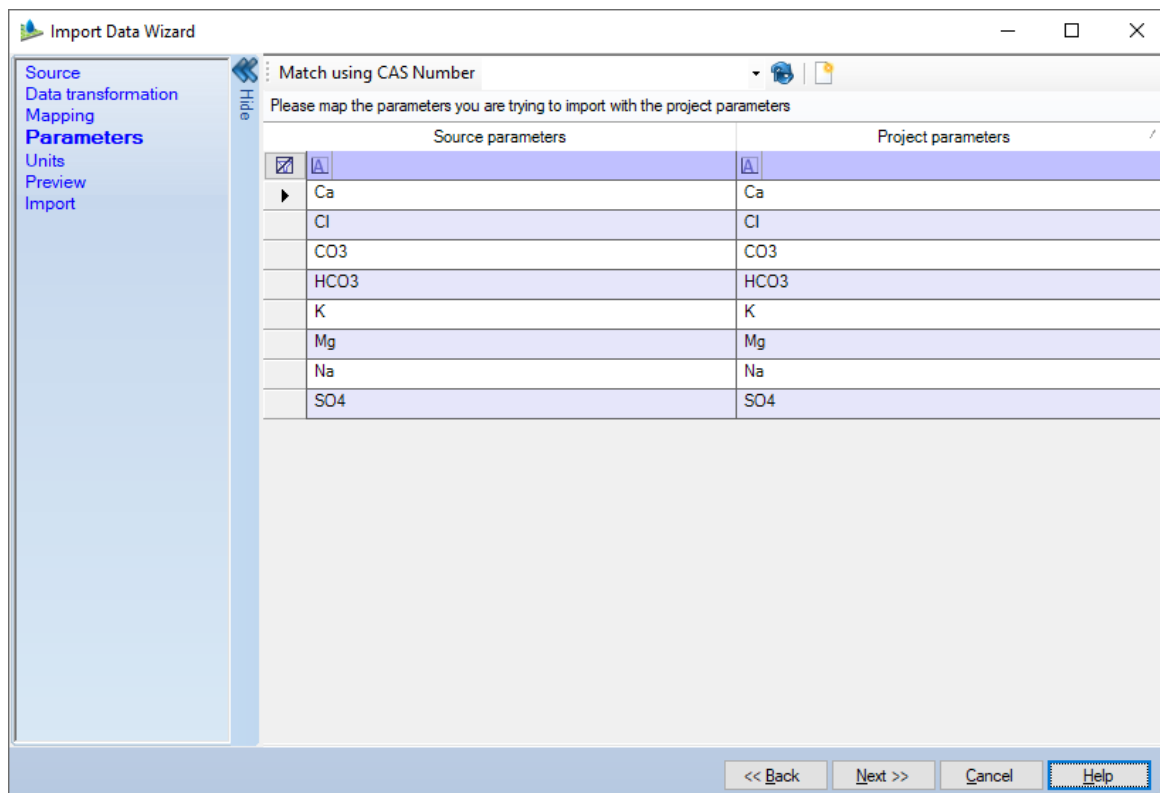 Import Data Wizard
Source
Data transformation
Mapping
Parameters
Units
Preview
Import
Hide
Match using CAS Number
Please map the parameters you are trying to import with the project parameters
Source parameters Project parameters
A A
Ca Ca
Cl Cl
CO3 CO3
HCO3 HCO3
K K
Mg Mg
Na Na
SO4 SO4
<< Back Next >> Cancel Help